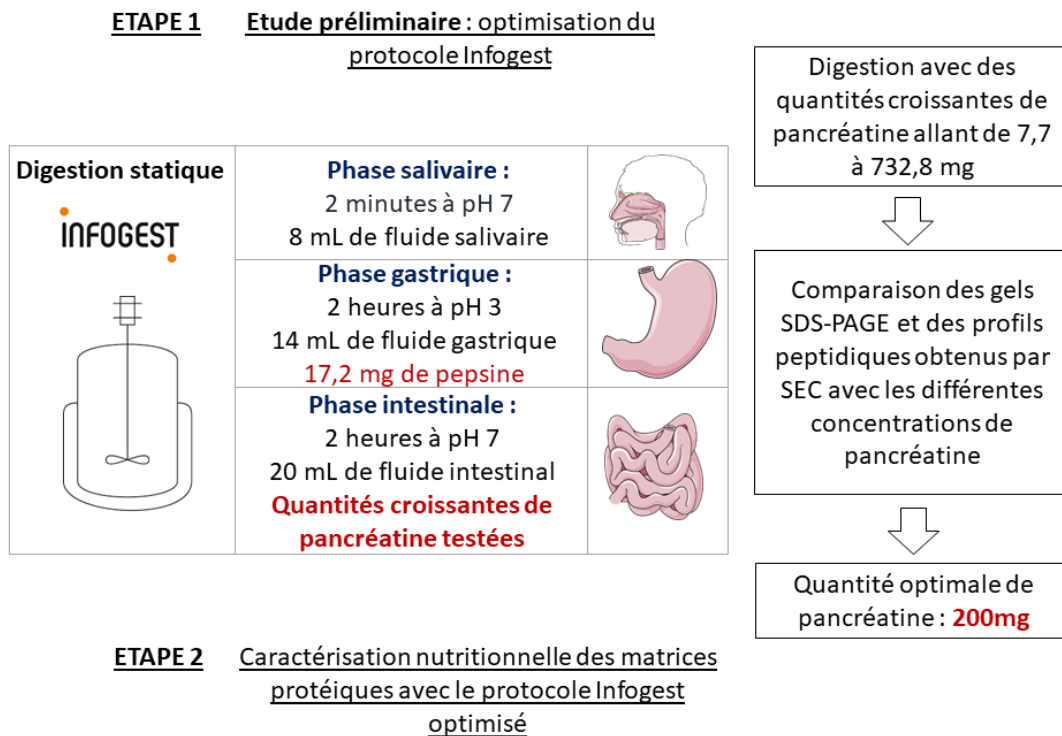 ETAPE 1 Etude préliminaire : optimisation du
protocole Infogest
Digestion statique
INFOGEST
Phase salivaire :
2 minutes à pH 7
8 mL de fluide salivaire
Phase gastrique :
2 heures à pH 3
14 mL de fluide gastrique
17,2 mg de pepsine
Phase intestinale :
2 heures à pH 7
20 mL de fluide intestinal
Quantités croissantes de
pancréatine testées
Digestion avec des
quantités croissantes de
pancréatine allant de 7,7
à 732,8 mg
Comparaison des gels
SDS-PAGE et des profils
peptidiques obtenus par
SEC avec les différentes
concentrations de
pancréatine
Quantité optimale de
pancréatine : 200mg
ETAPE 2 Caractérisation nutritionnelle des matrices
protéiques avec le protocole Infogest
optimisé